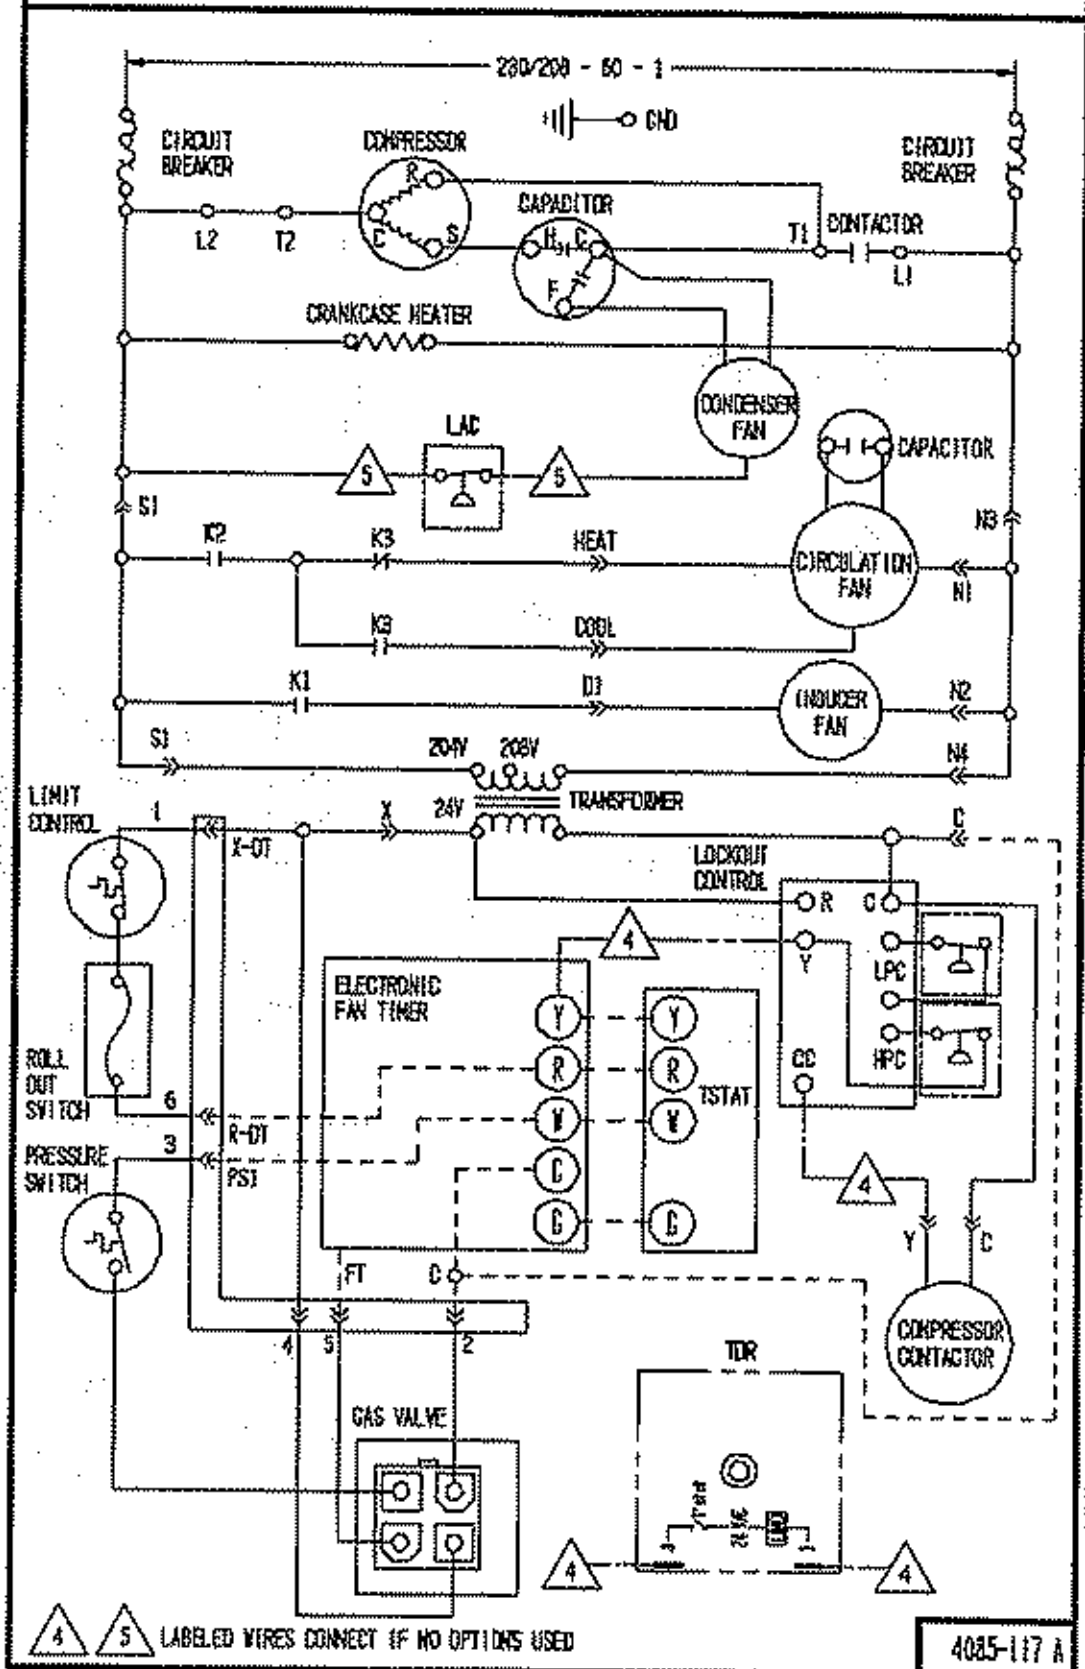 230/208 - 60 - 1
GND
CIRCUIT
BREAKER
COMPRESSOR
CIRCUIT
BREAKER
R
CAPACITOR
C
S
H
C
F
L2
T2
T1
CONTACTOR
L1
CRANKCASE HEATER
CONDENSER
FAN
LAC
5
5
CAPACITOR
S1
N3
K2
K3
HEAT
CIRCULATION
FAN
N1
K3
COOL
K1
D1
INDUCER
FAN
N2
S1
204V
208V
N4
LIMIT
CONTROL
1
X-OT
X
24V
TRANSFORMER
C
LOCKOUT
CONTROL
R
C
4
Y
LPC
ELECTRONIC
FAN TIMER
Y
Y
R
R
HPC
CC
TSTAT
W
W
ROLL
OUT
SWITCH
6
R-OT
3
PS1
PRESSURE
SWITCH
C
4
G
G
Y
C
FT
C
4
5
2
COMPRESSOR
CONTACTOR
TDR
GAS VALVE
4
4
4
5
LABELED WIRES CONNECT IF NO OPTIONS USED
4085-117 A